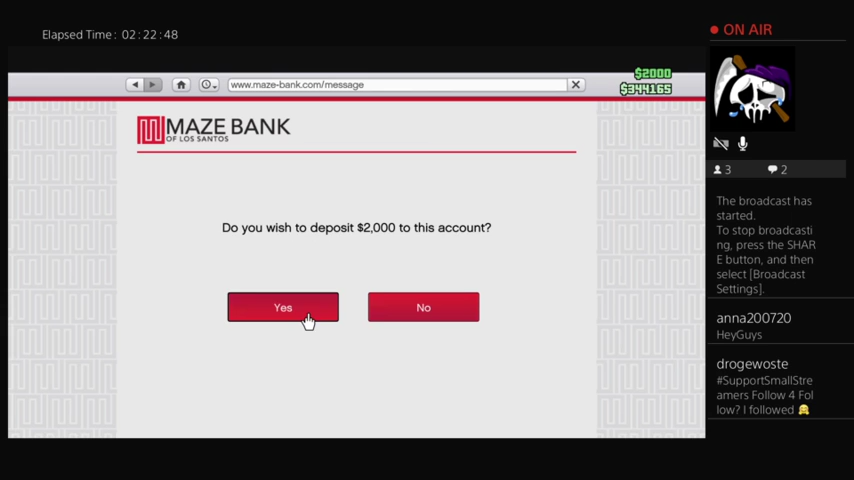 Elapsed Time : 02:22:48
ON AIR
$2000
$344165
www.maze-bank.com/message
MAZE BANK
OF LOS SANTOS
Do you wish to deposit $2,000 to this account?
Yes
No
3
2
The broadcast has
started.
To stop broadcasti
ng, press the SHAR
E button, and then
select [Broadcast
Settings].
anna200720
HeyGuys
drogewoste
#SupportSmallStre
amers Follow 4 Fol
low? I followed 🤗